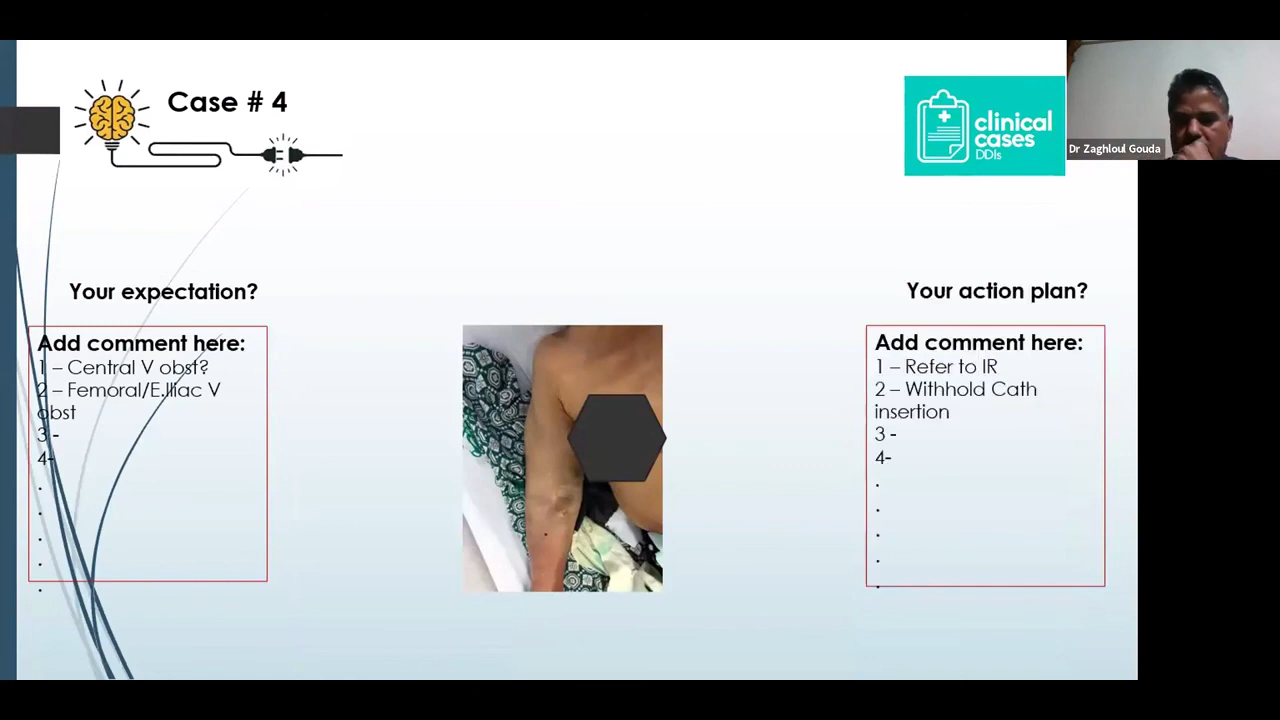 Case # 4
clinical
cases
DDIs
Dr Zaghloul Gouda
Your expectation?
Your action plan?
Add comment here:
1 – Central V obst?
2 – Femoral/E.Iliac V
obst
3 -
4-
.
.
.
.
.
Add comment here:
1 – Refer to IR
2 – Withhold Cath
insertion
3 -
4-
.
.
.
.
.